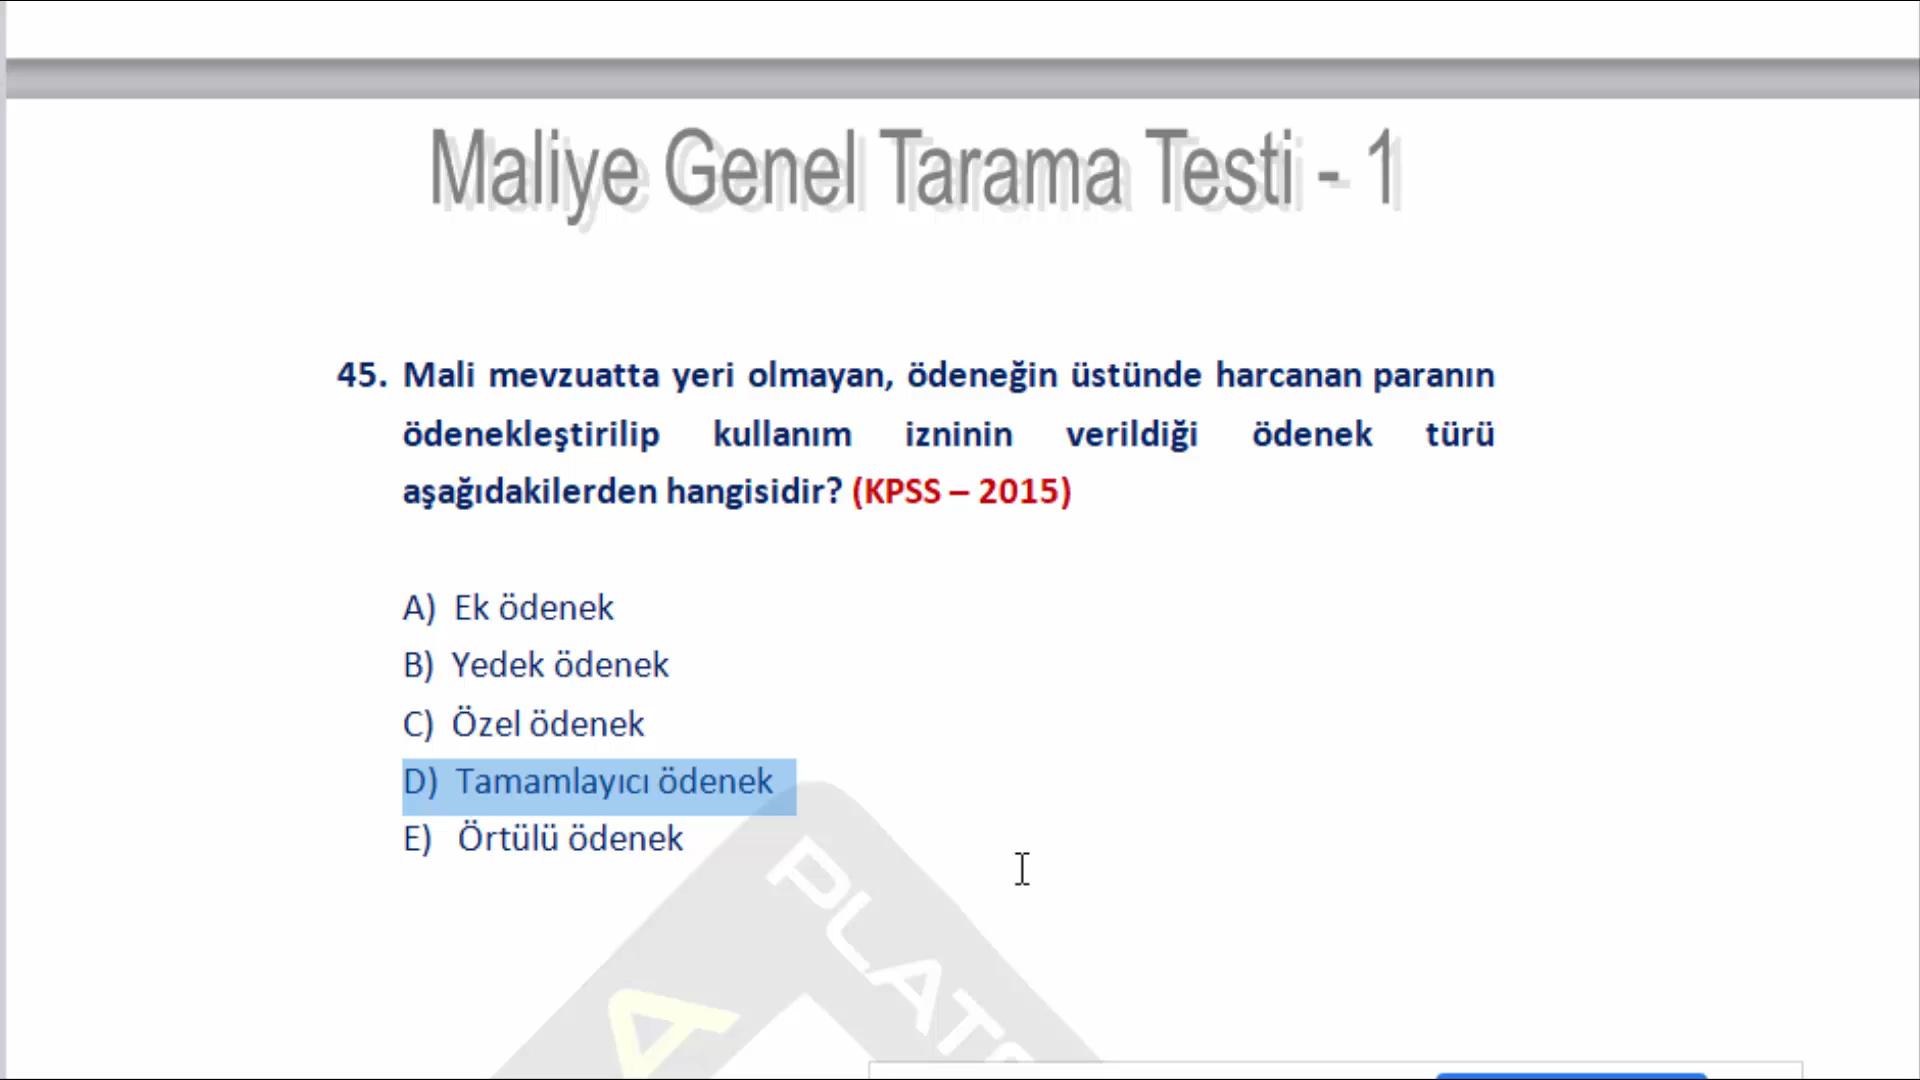 Maliye Genel Tarama Testi - 1
45. Mali mevzuatta yeri olmayan, ödeneğin üstünde harcanan paranın
ödenekleştirilip kullanım izninin verildiği ödenek türü
aşağıdakilerden hangisidir? (KPSS – 2015)
A) Ek ödenek
B) Yedek ödenek
C) Özel ödenek
D) Tamamlayıcı ödenek
E) Örtülü ödenek